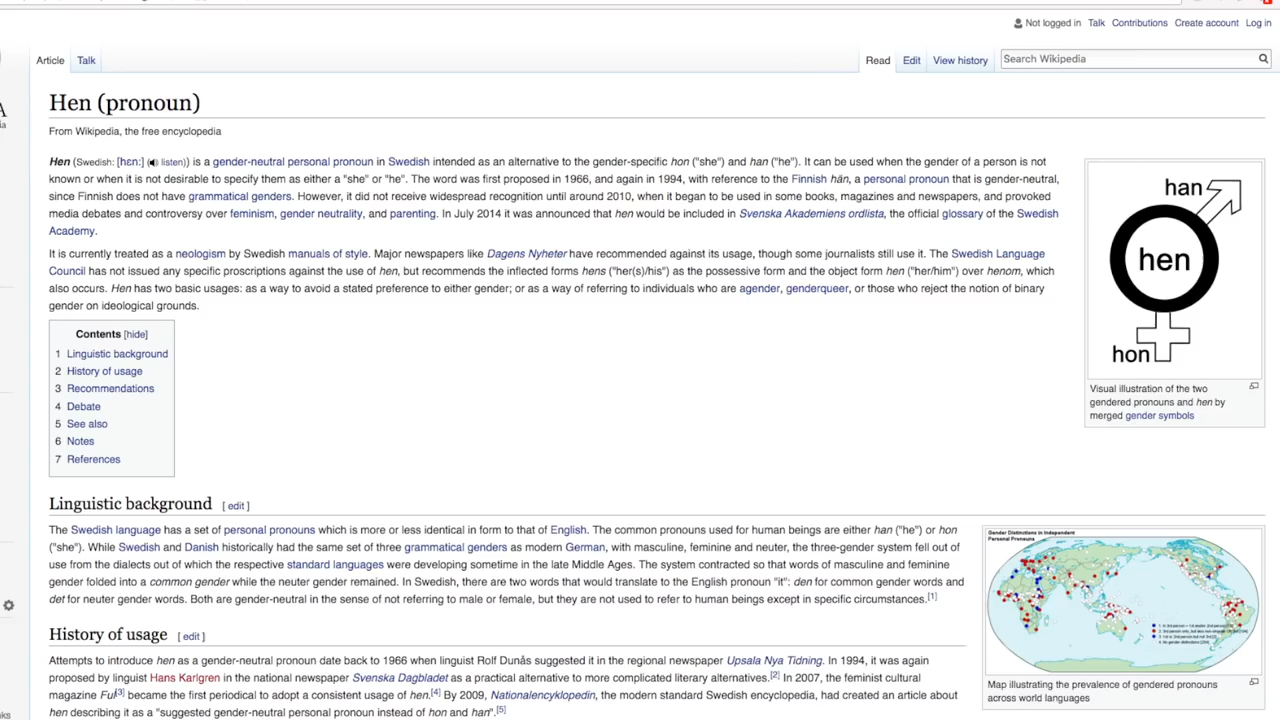 Not logged in Talk Contributions Create account Log in
Article Talk Read Edit View history Search Wikipedia
Hen (pronoun)
From Wikipedia, the free encyclopedia
Hen (Swedish: [hɛnː] ( listen)) is a gender-neutral personal pronoun in Swedish intended as an alternative to the gender-specific hon ("she") and han ("he"). It can be used when the gender of a person is not
known or when it is not desirable to specify them as either a "she" or "he". The word was first proposed in 1966, and again in 1994, with reference to the Finnish hän, a personal pronoun that is gender-neutral,
since Finnish does not have grammatical genders. However, it did not receive widespread recognition until around 2010, when it began to be used in some books, magazines and newspapers, and provoked
media debates and controversy over feminism, gender neutrality, and parenting. In July 2014 it was announced that hen would be included in Svenska Akademiens ordlista, the official glossary of the Swedish
Academy.
It is currently treated as a neologism by Swedish manuals of style. Major newspapers like Dagens Nyheter have recommended against its usage, though some journalists still use it. The Swedish Language
Council has not issued any specific proscriptions against the use of hen, but recommends the inflected forms hens ("her(s)/his") as the possessive form and the object form hen ("her/him") over henom, which
also occurs. Hen has two basic usages: as a way to avoid a stated preference to either gender; or as a way of referring to individuals who are agender, genderqueer, or those who reject the notion of binary
gender on ideological grounds.
han
hen
hon
Visual illustration of the two
gendered pronouns and hen by
merged gender symbols
Contents [hide]
1 Linguistic background
2 History of usage
3 Recommendations
4 Debate
5 See also
6 Notes
7 References
Linguistic background [ edit ]
The Swedish language has a set of personal pronouns which is more or less identical in form to that of English. The common pronouns used for human beings are either han ("he") or hon
("she"). While Swedish and Danish historically had the same set of three grammatical genders as modern German, with masculine, feminine and neuter, the three-gender system fell out of
use from the dialects out of which the respective standard languages were developing sometime in the late Middle Ages. The system contracted so that words of masculine and feminine
gender folded into a common gender while the neuter gender remained. In Swedish, there are two words that would translate to the English pronoun "it": den for common gender words and
det for neuter gender words. Both are gender-neutral in the sense of not referring to male or female, but they are not used to refer to human beings except in specific circumstances.[1]
Gender Distinctions in Independent
Personal Pronouns
Map illustrating the prevalence of gendered pronouns
across world languages
History of usage [ edit ]
Attempts to introduce hen as a gender-neutral pronoun date back to 1966 when linguist Rolf Dunås suggested it in the regional newspaper Upsala Nya Tidning. In 1994, it was again
proposed by linguist Hans Karlgren in the national newspaper Svenska Dagbladet as a practical alternative to more complicated literary alternatives.[2] In 2007, the feminist cultural
magazine Ful[3] became the first periodical to adopt a consistent usage of hen.[4] By 2009, Nationalencyklopedin, the modern standard Swedish encyclopedia, had created an article about
hen describing it as a "suggested gender-neutral personal pronoun instead of hon and han".[5]